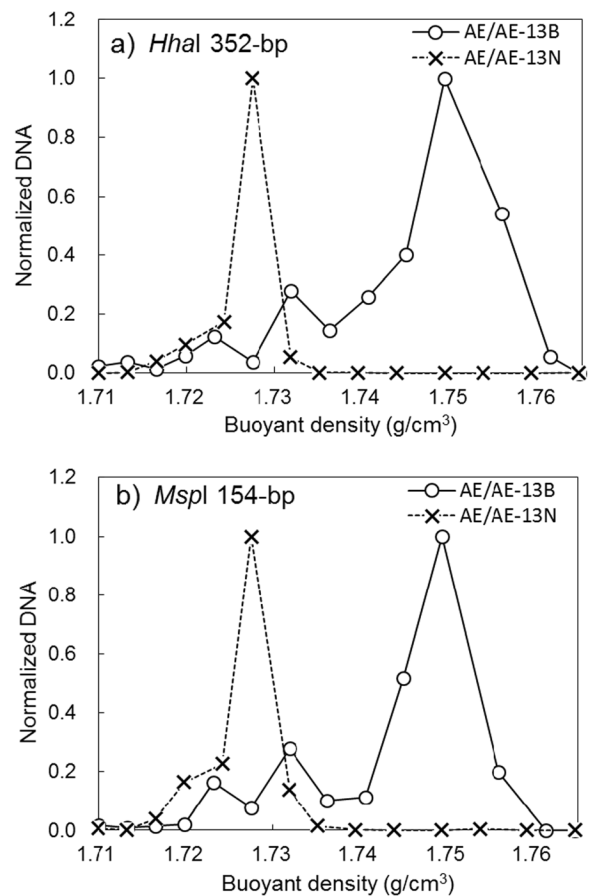 a) HhaI 352-bp
AE/AE-13B
AE/AE-13N
Normalized DNA
1.2
1.0
0.8
0.6
0.4
0.2
0.0
1.71 1.72 1.73 1.74 1.75 1.76
Buoyant density (g/cm³)
b) MspI 154-bp
AE/AE-13B
AE/AE-13N
Normalized DNA
1.2
1.0
0.8
0.6
0.4
0.2
0.0
1.71 1.72 1.73 1.74 1.75 1.76
Buoyant density (g/cm³)